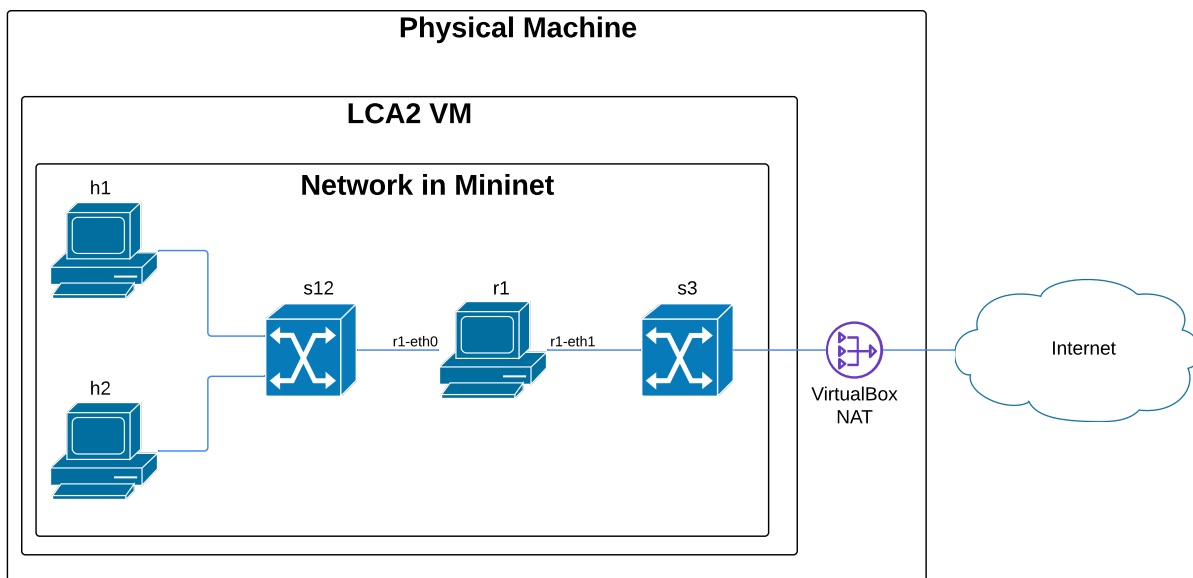 Physical Machine
LCA2 VM
Network in Mininet
h1
s12
r1
s3
r1-eth0
r1-eth1
Internet
h2
VirtualBox
NAT